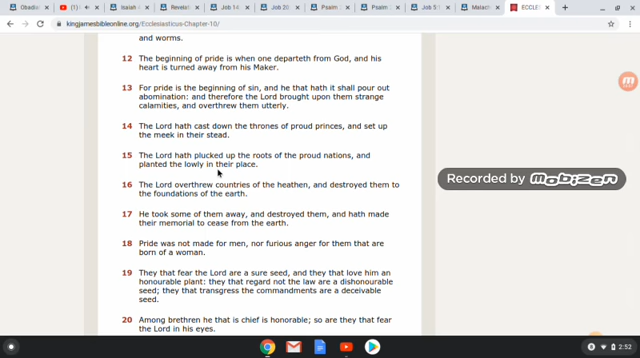 Obadia
Isaiah 4
Revela
Job 14
Job 20
Psalm
Psalm
Job 5:1
Malach
ECCLES
kingjamesbibleonline.org/Ecclesiasticus-Chapter-10/
and worms.
12 The beginning of pride is when one departeth from God, and his
heart is turned away from his Maker.
13 For pride is the beginning of sin, and he that hath it shall pour out
abomination: and therefore the Lord brought upon them strange
calamities, and overthrew them utterly.
14 The Lord hath cast down the thrones of proud princes, and set up
the meek in their stead.
15 The Lord hath plucked up the roots of the proud nations, and
planted the lowly in their place.
16 The Lord overthrew countries of the heathen, and destroyed them to
the foundations of the earth.
17 He took some of them away, and destroyed them, and hath made
their memorial to cease from the earth.
18 Pride was not made for men, nor furious anger for them that are
born of a woman.
19 They that fear the Lord are a sure seed, and they that love him an
honourable plant: they that regard not the law are a dishonourable
seed; they that transgress the commandments are a deceivable
seed.
20 Among brethren he that is chief is honorable; so are they that fear
the Lord in his eyes.
Recorded by Mobizen
2:52